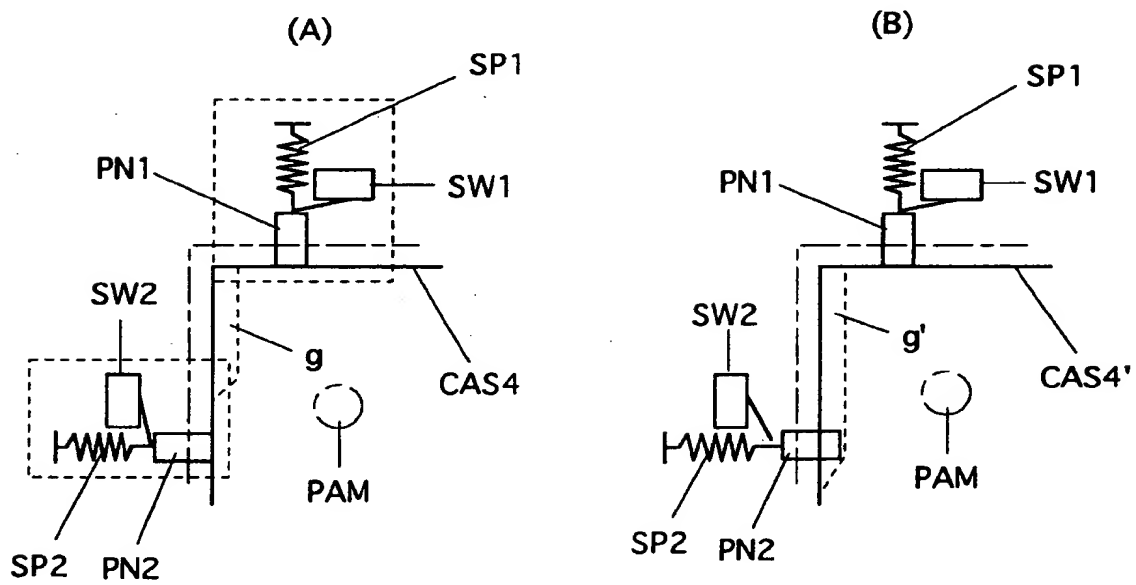 (A)
SP1
PN1
SW1
SW2
g
CAS4
PAM
SP2
PN2
(B)
SP1
PN1
SW1
SW2
g'
CAS4'
PAM
SP2
PN2